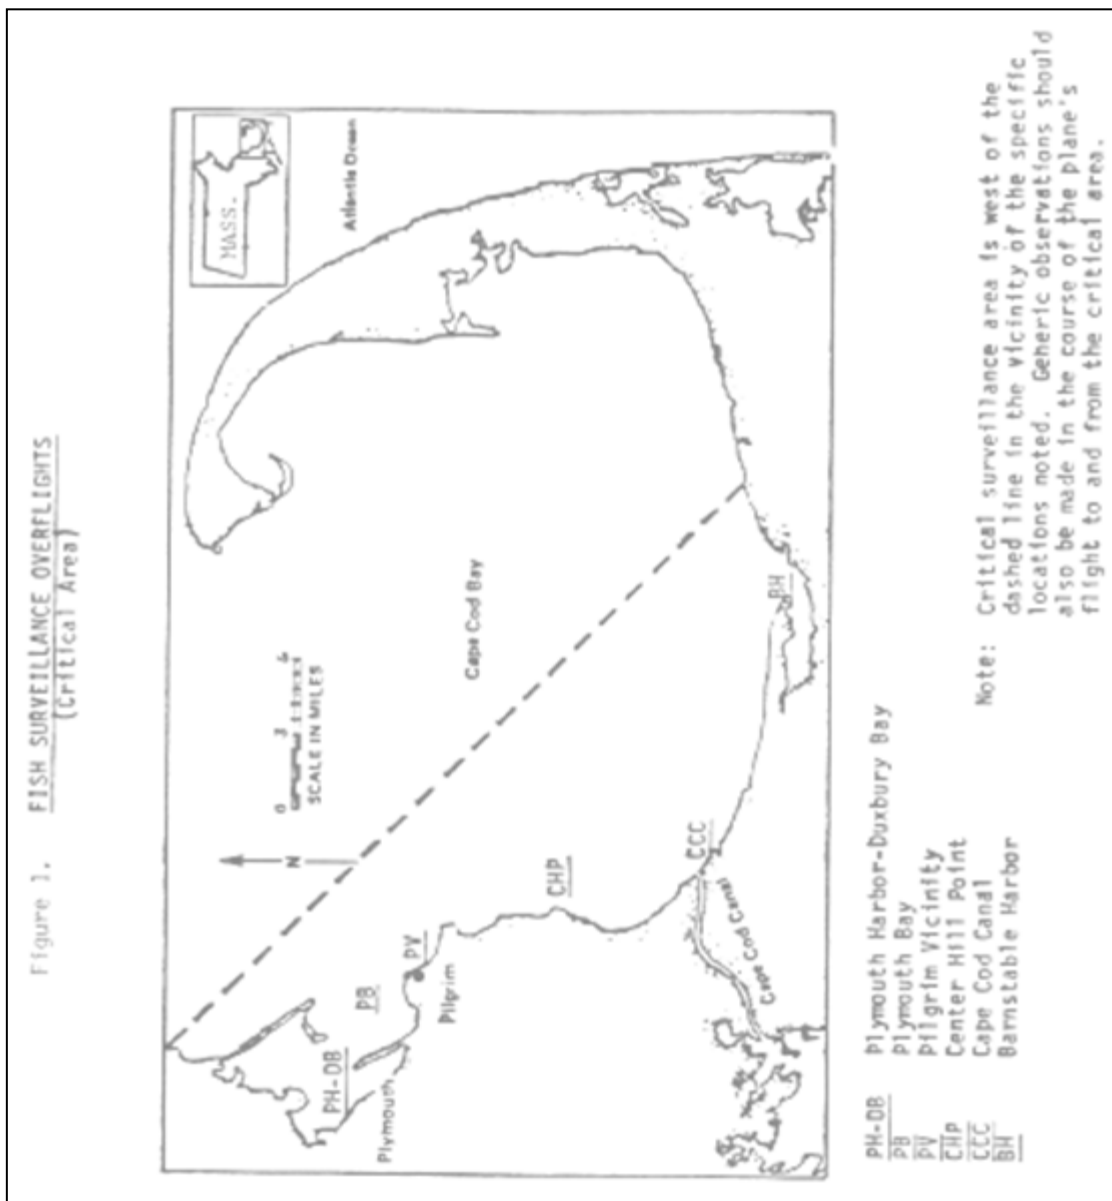 Figure 1. FISH SURVEILLANCE OVERFLIGHTS
(Critical Area)
MASS.
Atlantic Ocean
N
0 3 6
SCALE IN MILES
Cape Cod Bay
PH-DB
PB
Plymouth
PV
Pilgrim
CHP
CCC
Cape Cod Canal
BH
PH-DB Plymouth Harbor-Duxbury Bay
PB Plymouth Bay
PV Pilgrim Vicinity
CHP Center Hill Point
CCC Cape Cod Canal
BH Barnstable Harbor
Note: Critical surveillance area is west of the
dashed line in the vicinity of the specific
locations noted. Generic observations should
also be made in the course of the plane's
flight to and from the critical area.